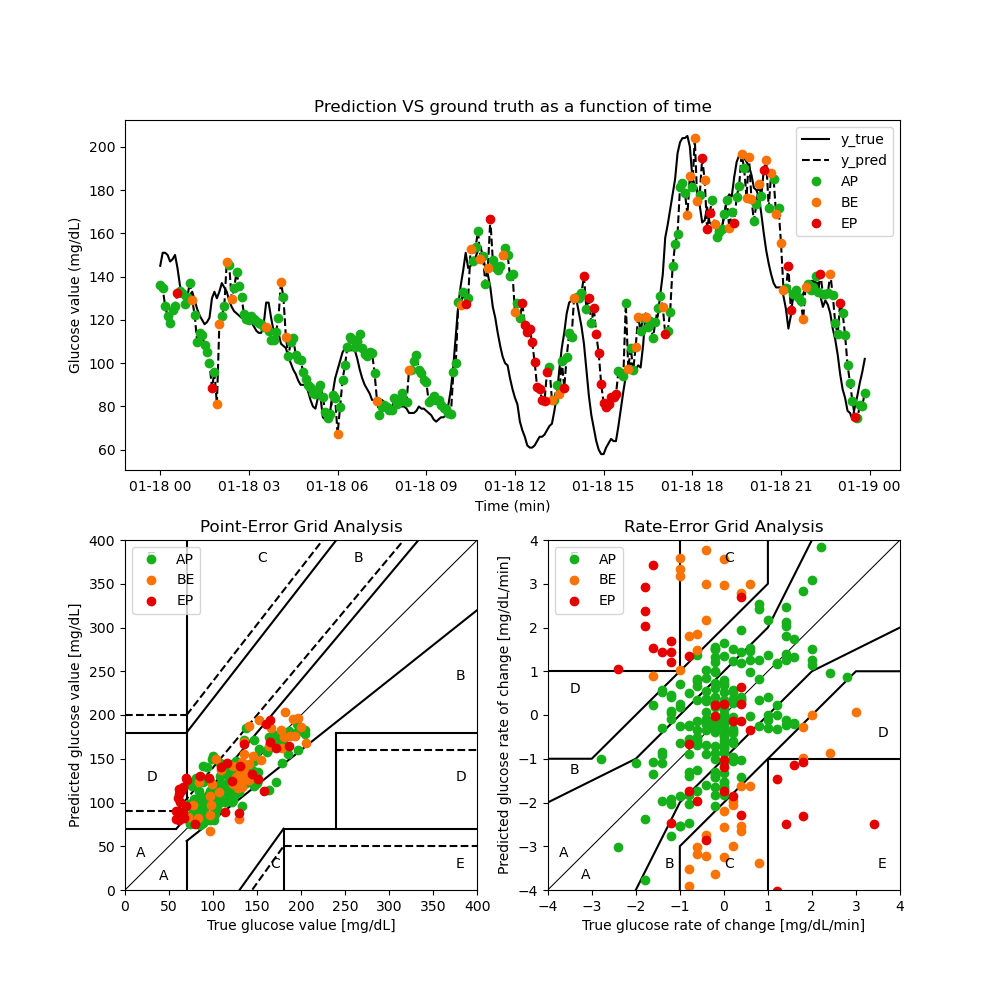 Prediction VS ground truth as a function of time
Glucose value (mg/dL)
200
180
160
140
120
100
80
60
y_true
y_pred
AP
BE
EP
01-18 00 01-18 03 01-18 06 01-18 09 01-18 12 01-18 15 01-18 18 01-18 21 01-19 00
Time (min)
Point-Error Grid Analysis
Predicted glucose value [mg/dL]
400
350
300
250
200
150
100
50
0
AP
BE
EP
C B
B
D D
A
A
C E
0 50 100 150 200 250 300 350 400
True glucose value [mg/dL]
Rate-Error Grid Analysis
Predicted glucose rate of change [mg/dL/min]
4
3
2
1
0
−1
−2
−3
−4
AP
BE
EP
C
D
D
B
A
A
B C E
−4 −3 −2 −1 0 1 2 3 4
True glucose rate of change [mg/dL/min]